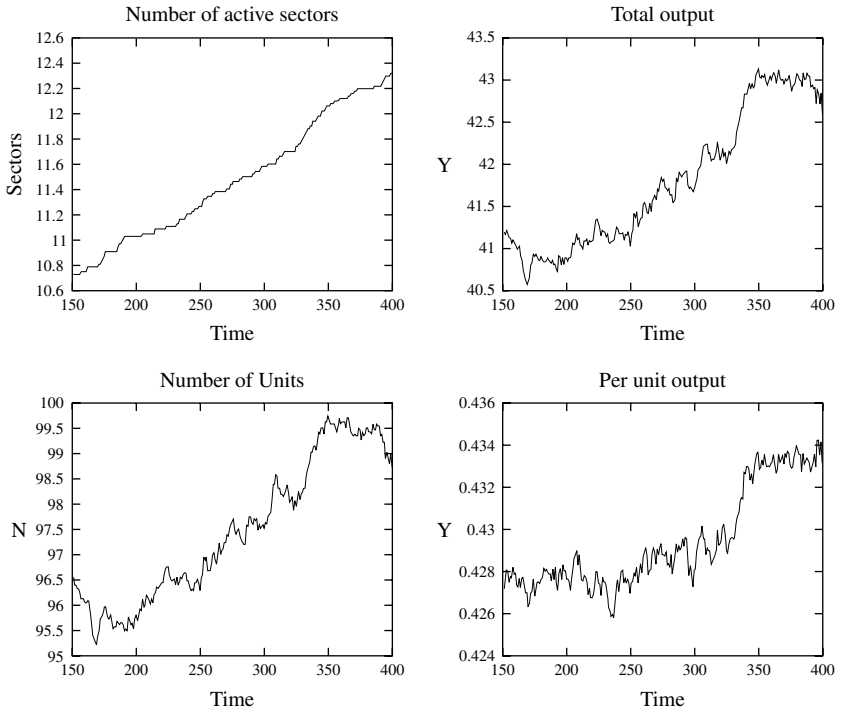 Number of active sectors
12.6
12.4
12.2
12
11.8
11.6
11.4
11.2
11
10.8
10.6
Sectors
150 200 250 300 350 400
Time
Total output
43.5
43
42.5
42
41.5
41
40.5
Y
150 200 250 300 350 400
Time
Number of Units
100
99.5
99
98.5
98
97.5
97
96.5
96
95.5
95
N
150 200 250 300 350 400
Time
Per unit output
0.436
0.434
0.432
0.43
0.428
0.426
0.424
Y
150 200 250 300 350 400
Time